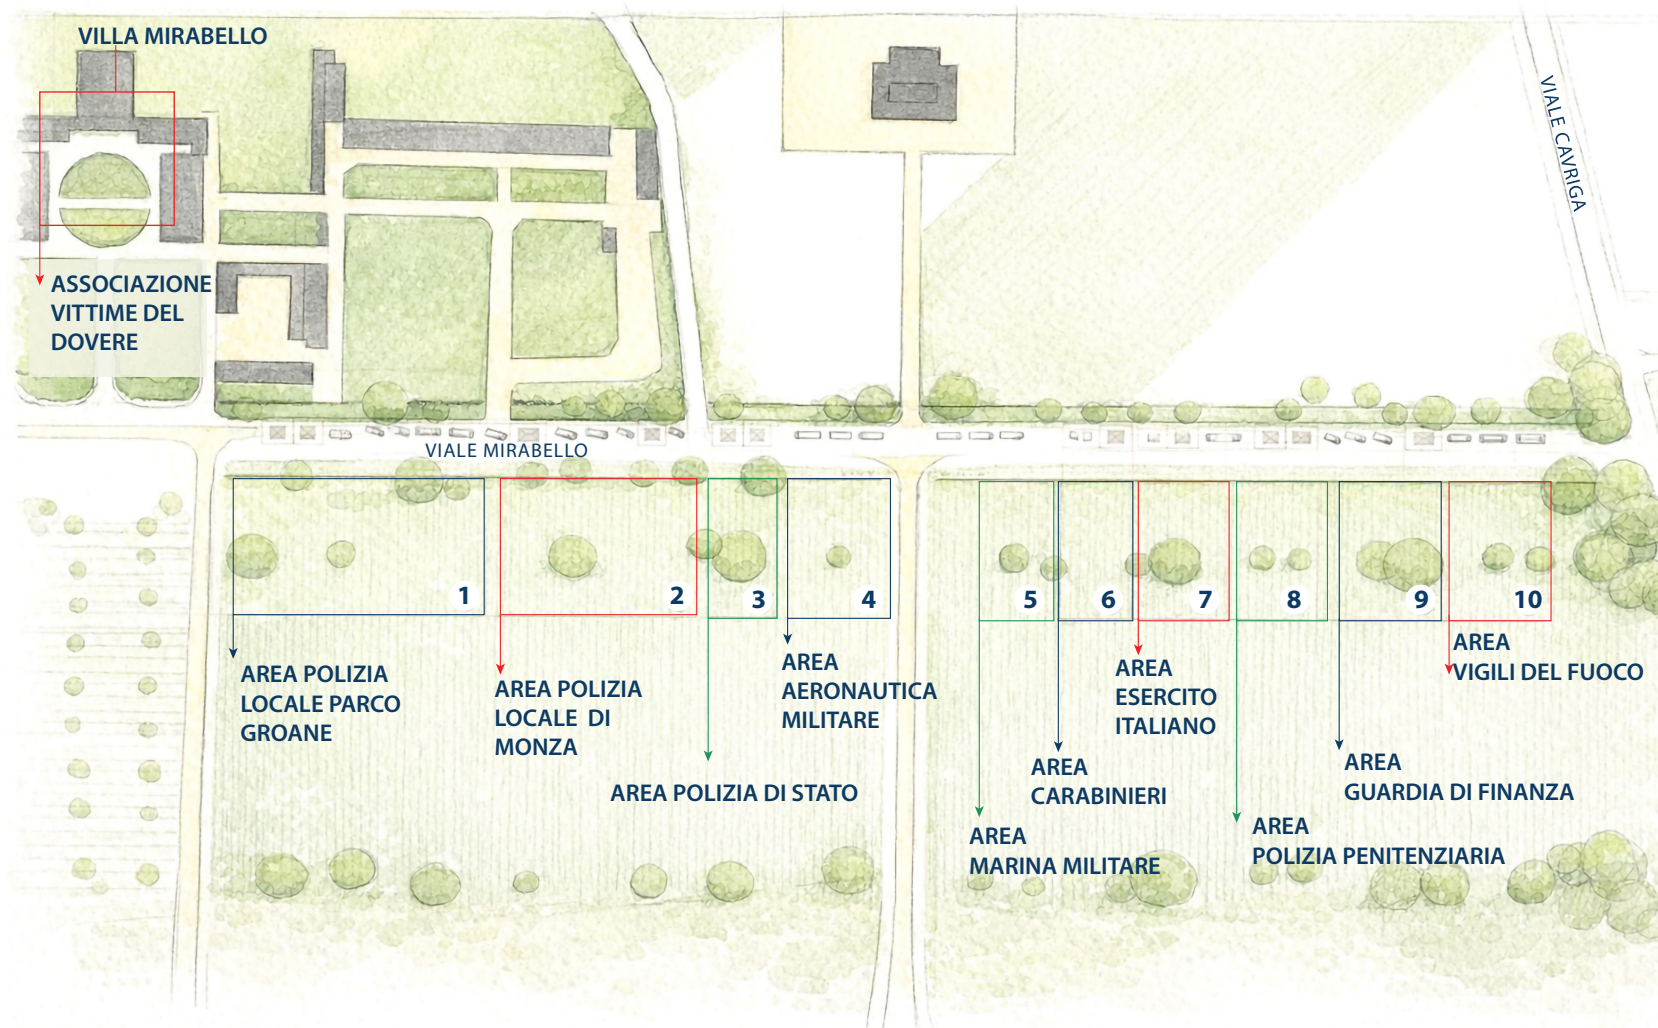 VILLA MIRABELLO
VIALE CAVRIGA
ASSOCIAZIONE
VITTIME DEL
DOVERE
VIALE MIRABELLO
1
2
3
4
5
6
7
8
9
10
AREA POLIZIA
LOCALE PARCO
GROANE
AREA POLIZIA
LOCALE DI
MONZA
AREA POLIZIA DI STATO
AREA
AERONAUTICA
MILITARE
AREA
MARINA MILITARE
AREA
CARABINIERI
AREA
ESERCITO
ITALIANO
AREA
POLIZIA PENITENZIARIA
AREA
GUARDIA DI FINANZA
AREA
VIGILI DEL FUOCO